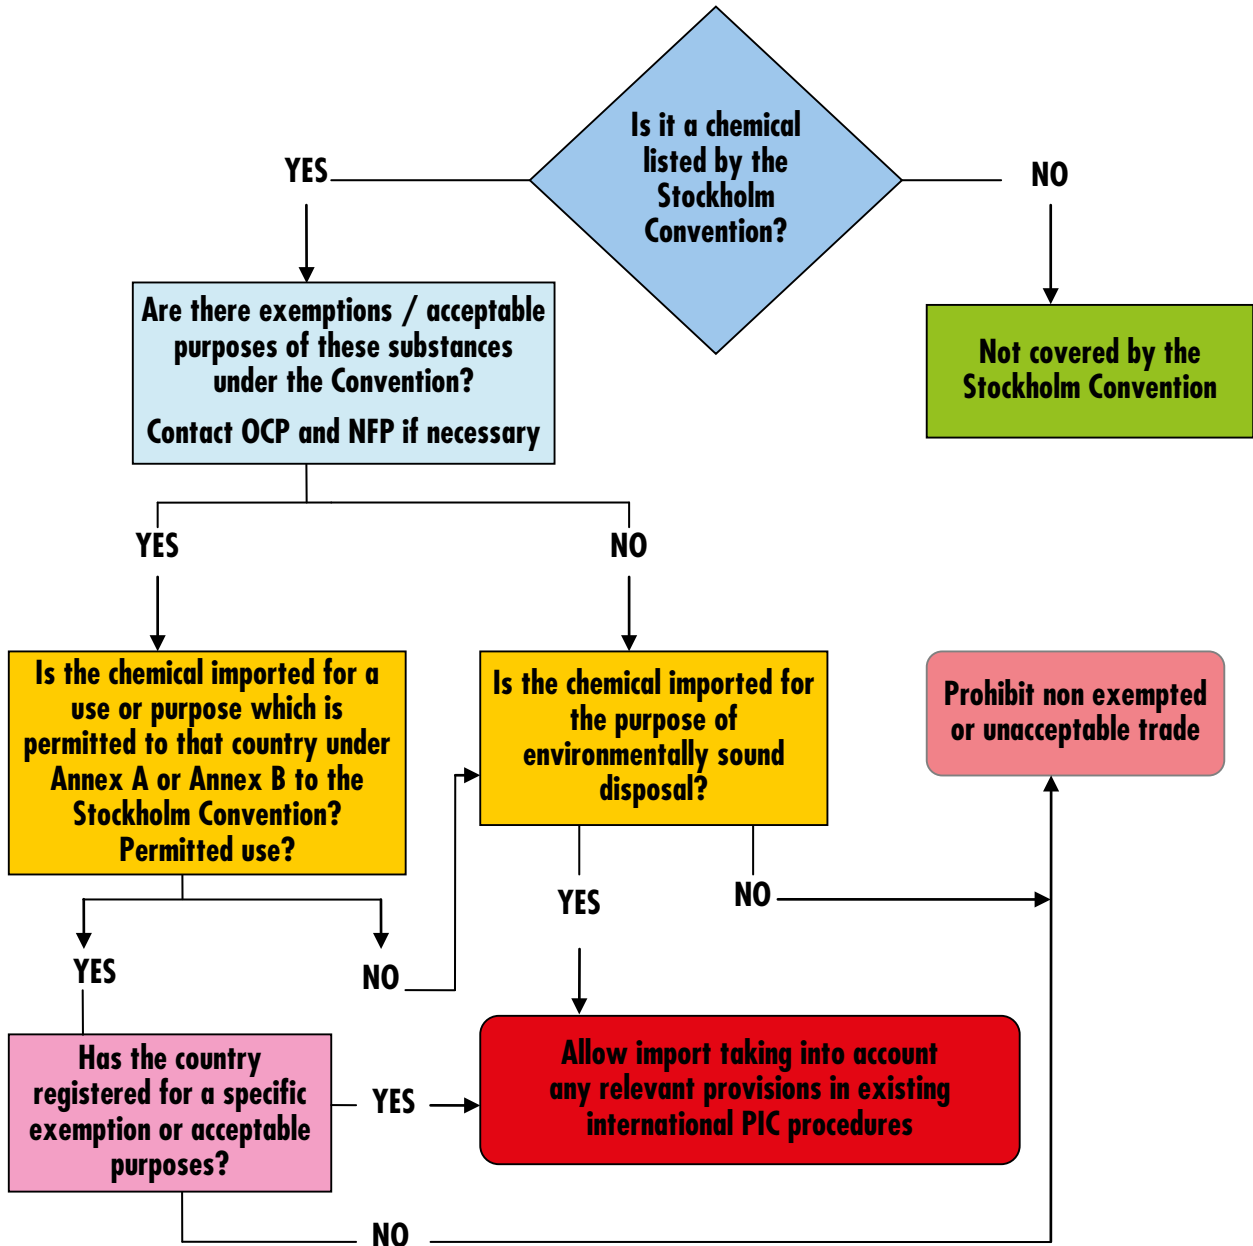 Is it a chemical
listed by the
Stockholm
Convention?
YES
NO
Are there exemptions / acceptable
purposes of these substances
under the Convention?
Contact OCP and NFP if necessary
Not covered by the
Stockholm Convention
YES
NO
Is the chemical imported for a
use or purpose which is
permitted to that country under
Annex A or Annex B to the
Stockholm Convention?
Permitted use?
Is the chemical imported for
the purpose of
environmentally sound
disposal?
Prohibit non exempted
or unacceptable trade
YES
NO
YES
NO
Has the country
registered for a specific
exemption or acceptable
purposes?
YES
Allow import taking into account
any relevant provisions in existing
international PIC procedures
NO